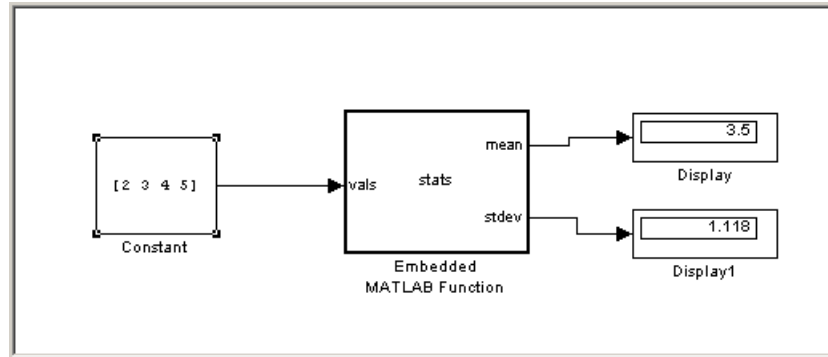 [2 3 4 5]
Constant
vals
stats
mean
stdev
Embedded
MATLAB Function
3.5
Display
1.118
Display1